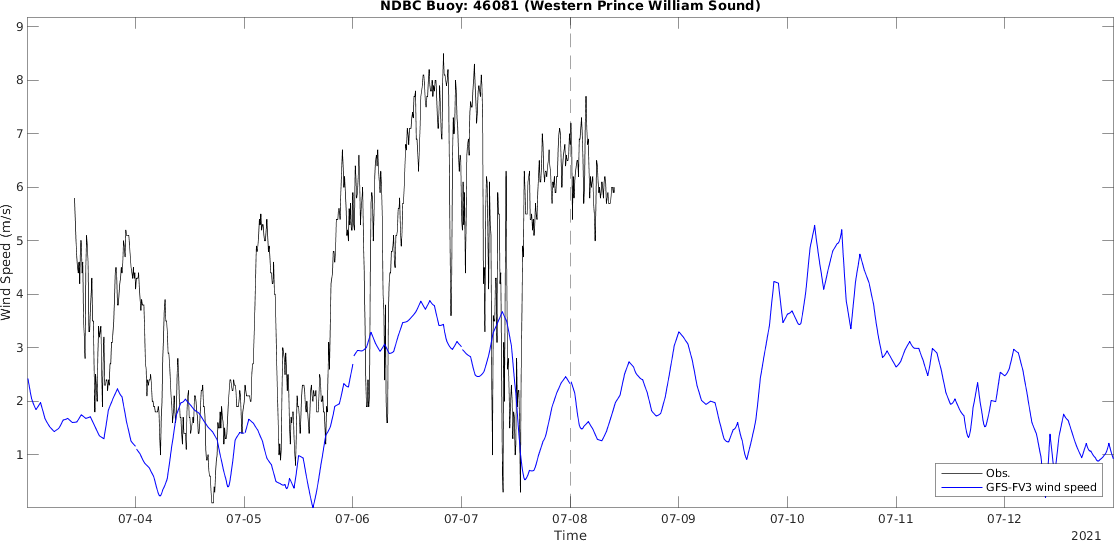 NDBC Buoy: 46081 (Western Prince William Sound)
9
8
7
6
5
4
3
2
1
Wind Speed (m/s)
Obs.
GFS-FV3 wind speed
07-04 07-05 07-06 07-07 07-08 07-09 07-10 07-11 07-12
Time
2021